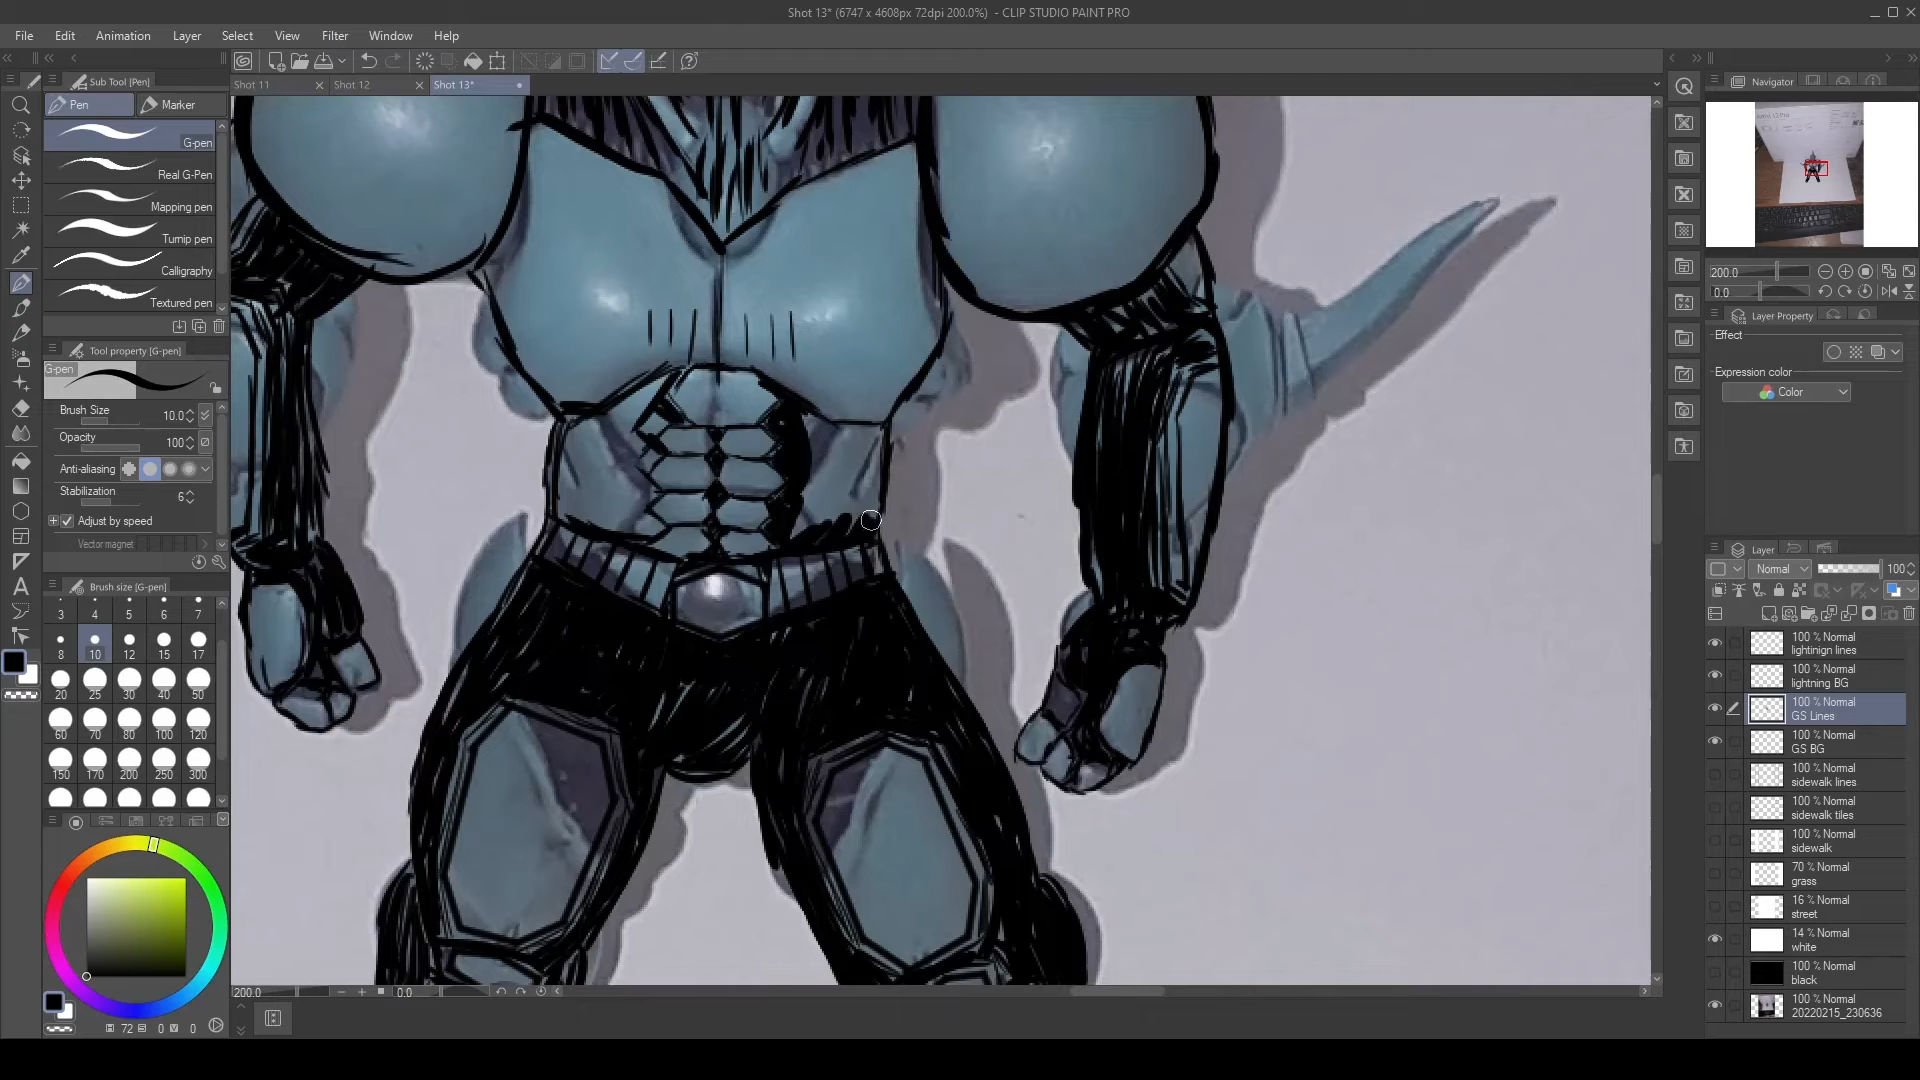 Shot 13* (6747 x 4608px 72dpi 200.0%) - CLIP STUDIO PAINT PRO
File Edit Animation Layer Select View Filter Window Help
Sub Tool [Pen]
Pen Marker
G-pen
Real G-Pen
Mapping pen
Turnip pen
Calligraphy
Textured pen
Tool property [G-pen]
G-pen
Brush Size 10.0
Opacity 100
Anti-aliasing
Stabilization 6
Adjust by speed
Vector magnet
Brush size [G-pen]
3 4 5 6 7
8 10 12 15 17
20 25 30 40 50
60 70 80 100 120
150 170 200 250 300
72 0 0
Shot 11 Shot 12 Shot 13*
200.0 0.0
Navigator
200.0
0.0
Layer Property
Effect
Expression color
Color
Layer
Normal 100
100 % Normal
lightinign lines
100 % Normal
lightning BG
100 % Normal
GS Lines
100 % Normal
GS BG
100 % Normal
sidewalk lines
100 % Normal
sidewalk tiles
100 % Normal
sidewalk
70 % Normal
grass
16 % Normal
street
14 % Normal
white
100 % Normal
black
100 % Normal
20220215_230636